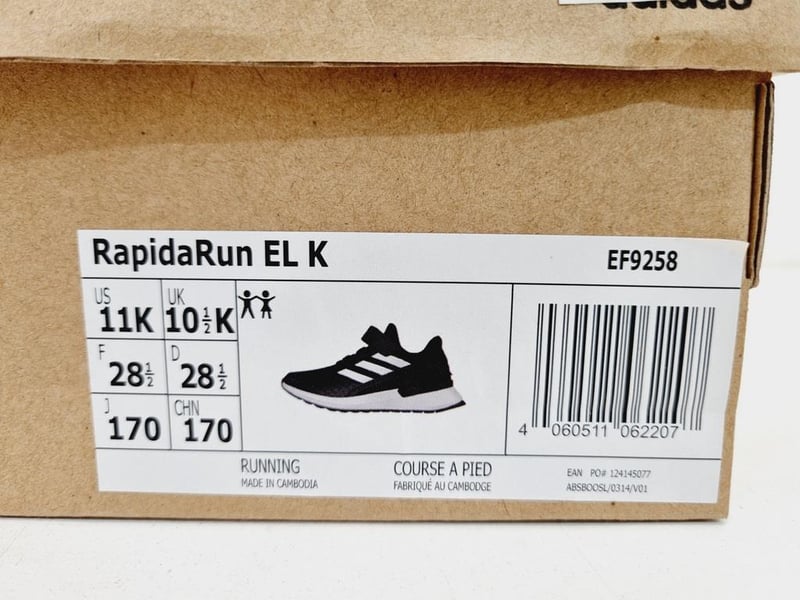 adidas
RapidaRun EL K
EF9258
US
11K
UK
10½K
F
28½
D
28½
J
170
CHN
170
4 060511 062207
RUNNING
MADE IN CAMBODIA
COURSE A PIED
FABRIQUÉ AU CAMBODGE
EAN PO# 124145077
ABSBOOSL/0314/V01